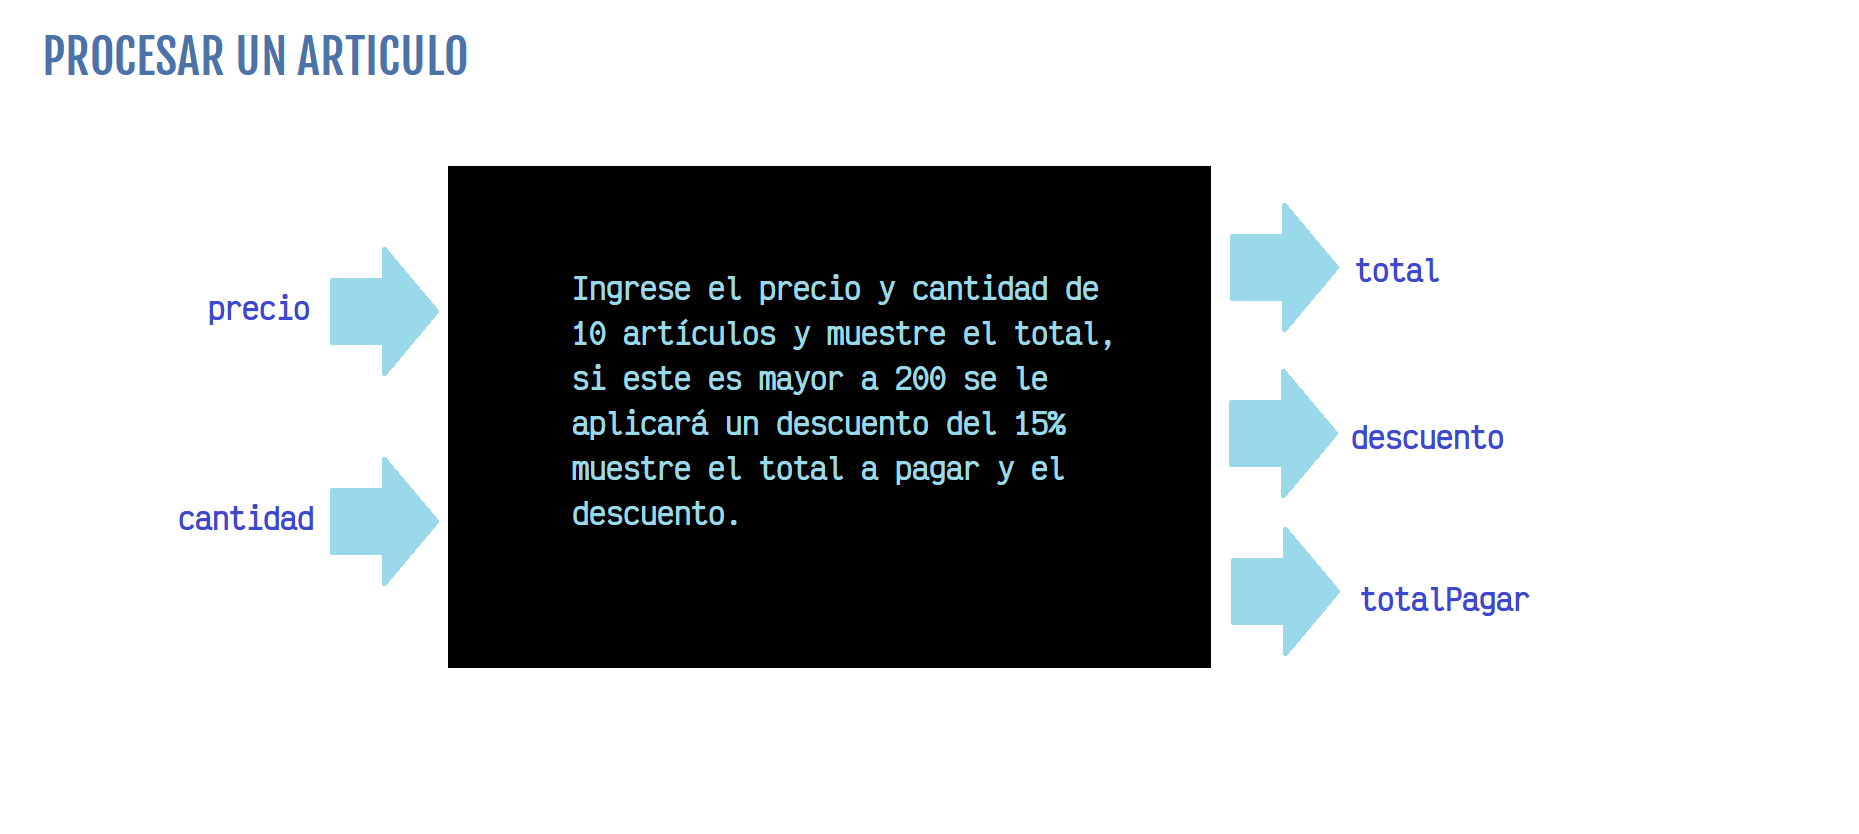 PROCESAR UN ARTICULO
precio
cantidad
Ingrese el precio y cantidad de
10 artículos y muestre el total,
si este es mayor a 200 se le
aplicará un descuento del 15%
muestre el total a pagar y el
descuento.
total
descuento
totalPagar